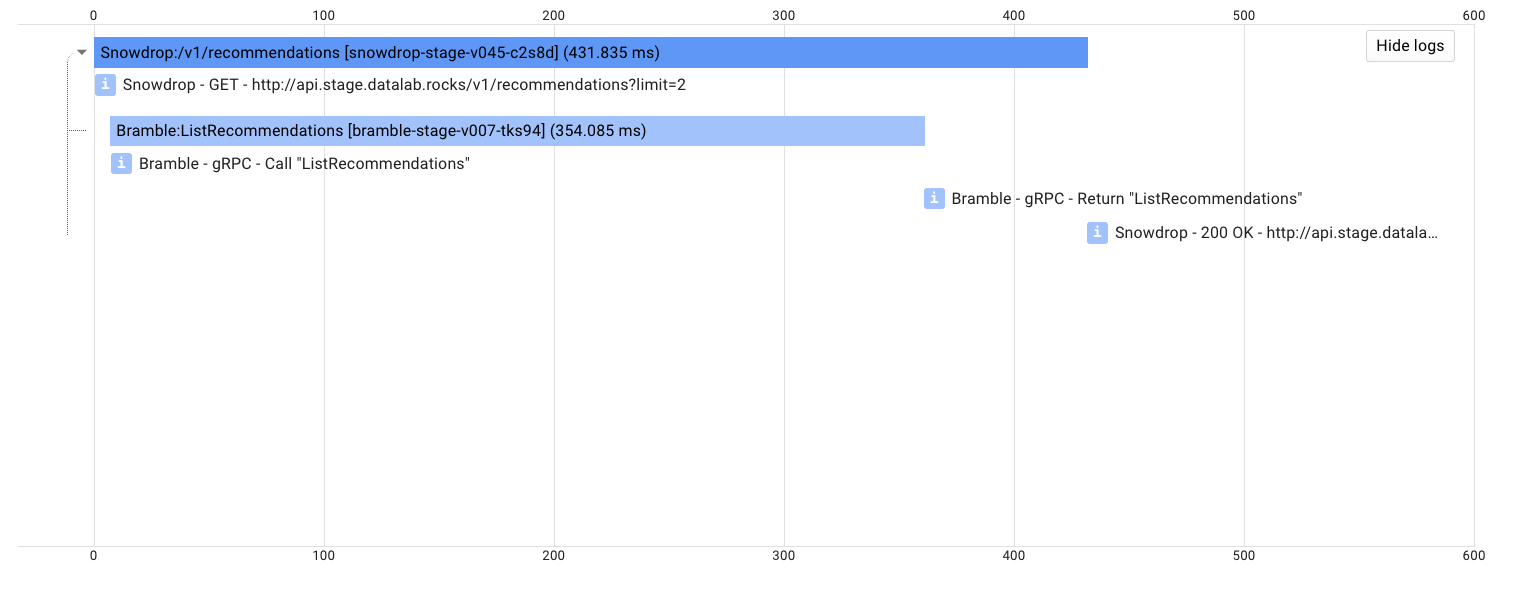 0 100 200 300 400 500 600
Snowdrop:/v1/recommendations [snowdrop-stage-v045-c2s8d] (431.835 ms)
Hide logs
i Snowdrop - GET - http://api.stage.datalab.rocks/v1/recommendations?limit=2
Bramble:ListRecommendations [bramble-stage-v007-tks94] (354.085 ms)
i Bramble - gRPC - Call "ListRecommendations"
i Bramble - gRPC - Return "ListRecommendations"
i Snowdrop - 200 OK - http://api.stage.datala…
0 100 200 300 400 500 600